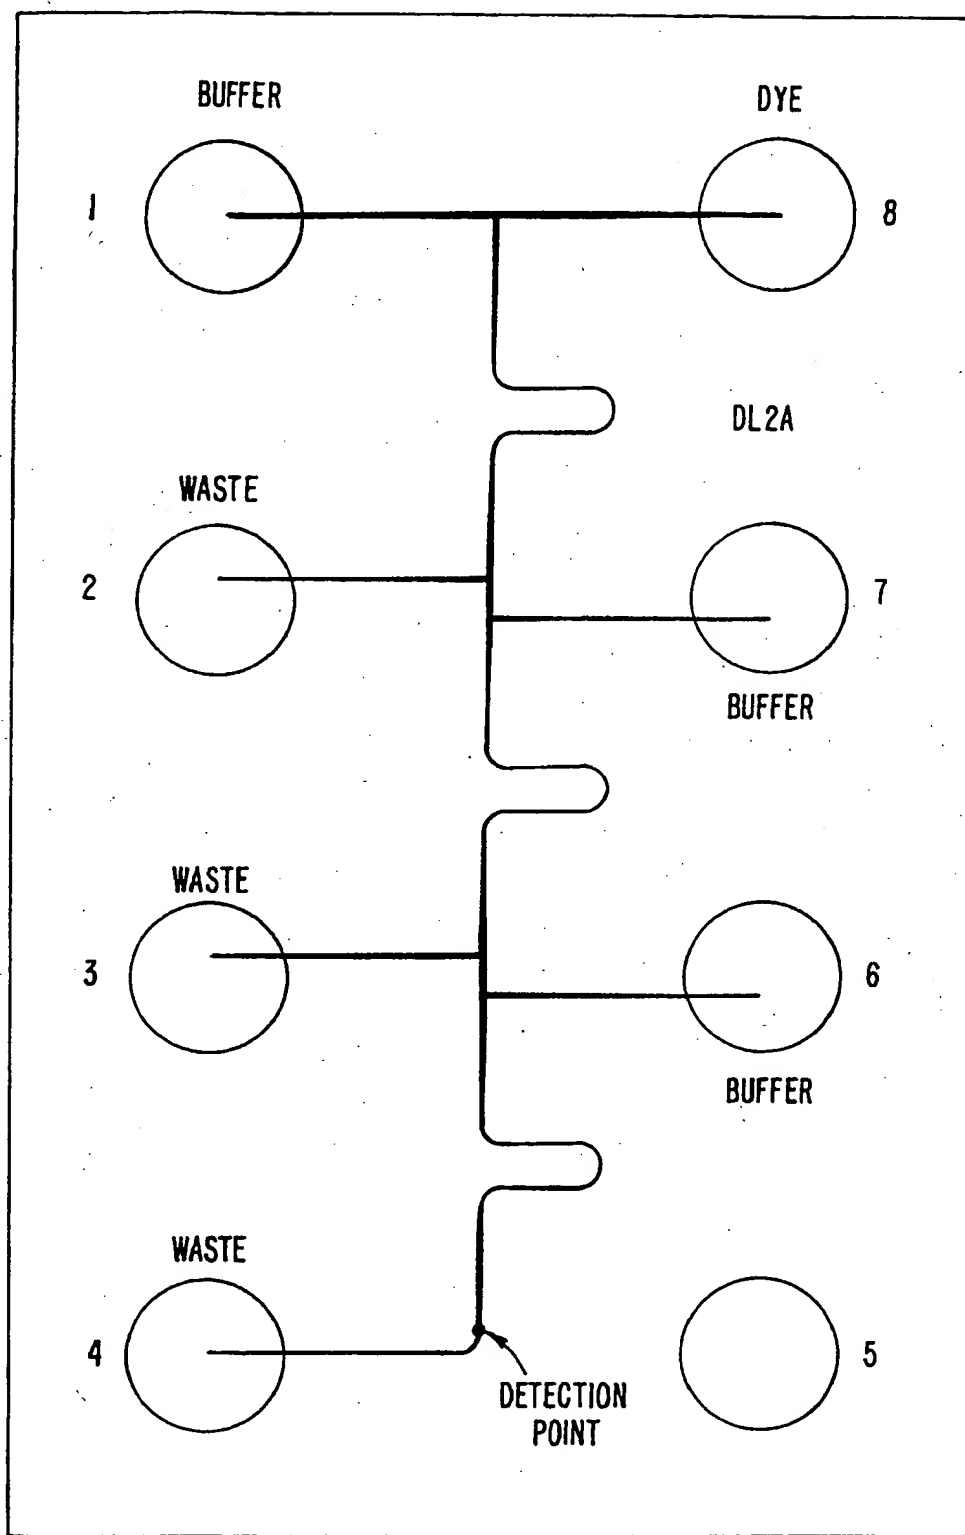 BUFFER
DYE
1
8
DL2A
WASTE
2
7
BUFFER
WASTE
3
6
BUFFER
WASTE
4
5
DETECTION
POINT